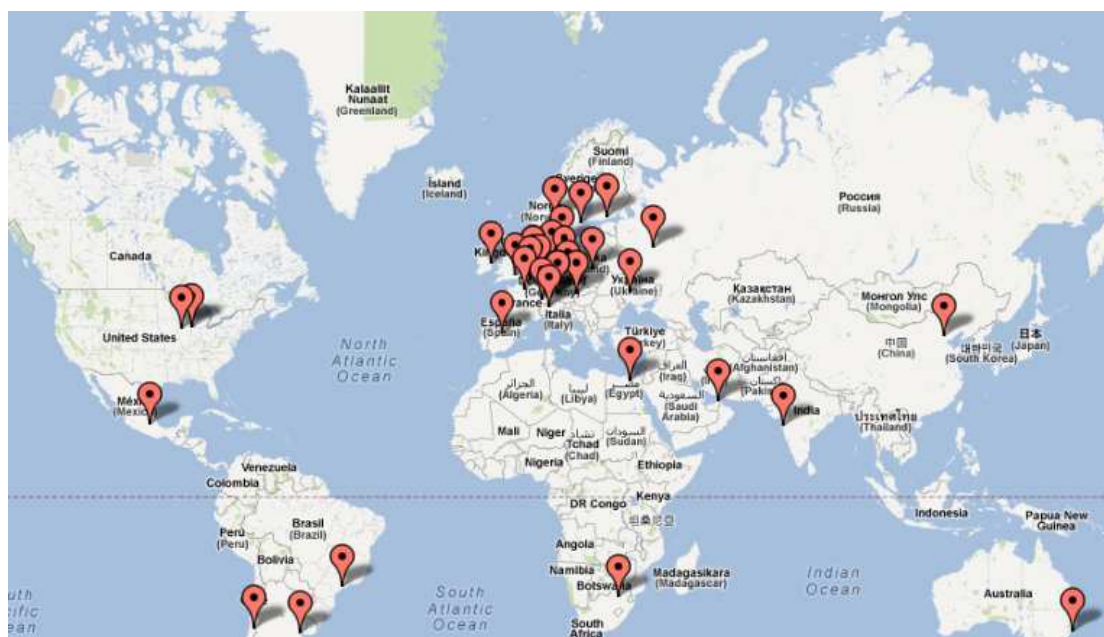 Kalaallit
Nunaat
(Greenland)
Suomi
(Finland)
Ísland
(Iceland)
Sverige
Россия
(Russia)
Canada
United States
North
Atlantic
Ocean
España
(Spain)
Italia
(Italy)
Україна
(Ukraine)
Қазақстан
(Kazakhstan)
Монгол Улс
(Mongolia)
中国
(China)
대한민국
(South Korea)
日本
(Japan)
Türkiye
العراق
(Iraq)
افغانستان
(Afghanistan)
پاکستان
الجزائر
(Algeria)
ليبيا
(Libya)
مصر
(Egypt)
السعودية
(Saudi
Arabia)
India
ประเทศไทย
(Thailand)
(Mexico)
Mali
Niger
تشاد
Tchad
(Chad)
السودان
(Sudan)
Nigeria
Ethiopia
Venezuela
Colombia
DR Congo
Kenya
Indonesia
Papua New
Guinea
Perú
(Peru)
Brasil
(Brazil)
Bolivia
Angola
Namibia
Botswana
Madagasikara
(Madagascar)
Indian
Ocean
Australia
South
Atlantic
Ocean
South
Africa